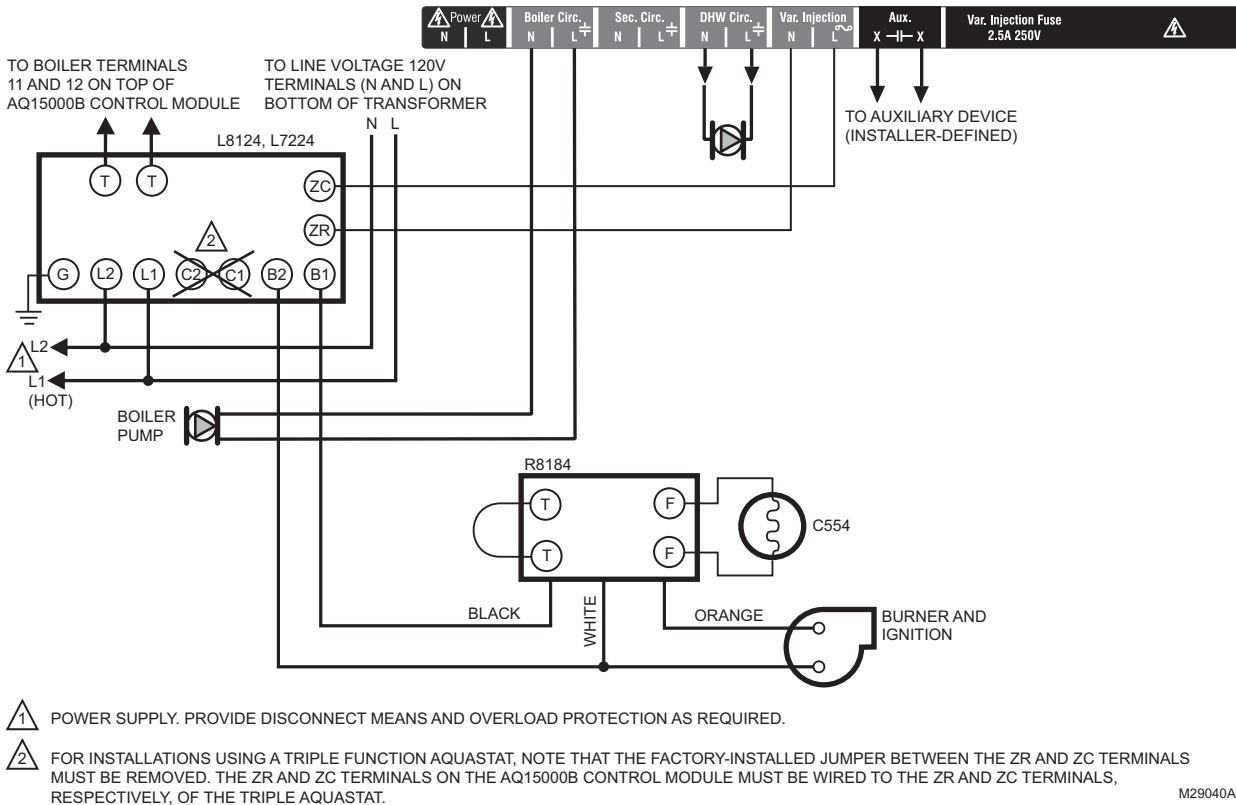 Power
N L
Boiler Circ.
N L
Sec. Circ.
N L
DHW Circ.
N L
Var. Injection
N L
Aux.
X X
Var. Injection Fuse
2.5A 250V
TO BOILER TERMINALS
11 AND 12 ON TOP OF
AQ15000B CONTROL MODULE
TO LINE VOLTAGE 120V
TERMINALS (N AND L) ON
BOTTOM OF TRANSFORMER
N L
TO AUXILIARY DEVICE
(INSTALLER-DEFINED)
L8124, L7224
T T
ZC
ZR
2
G L2 L1 C2 C1 B2 B1
1
L2
L1
(HOT)
BOILER
PUMP
R8184
T F
T F
C554
BLACK
WHITE
ORANGE
BURNER AND
IGNITION
1 POWER SUPPLY. PROVIDE DISCONNECT MEANS AND OVERLOAD PROTECTION AS REQUIRED.
2 FOR INSTALLATIONS USING A TRIPLE FUNCTION AQUASTAT, NOTE THAT THE FACTORY-INSTALLED JUMPER BETWEEN THE ZR AND ZC TERMINALS
MUST BE REMOVED. THE ZR AND ZC TERMINALS ON THE AQ15000B CONTROL MODULE MUST BE WIRED TO THE ZR AND ZC TERMINALS,
RESPECTIVELY, OF THE TRIPLE AQUASTAT.
M29040A